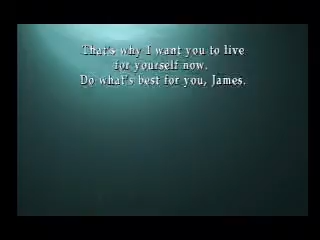 That's why I want you to live
for yourself now.
Do what's best for you, James.